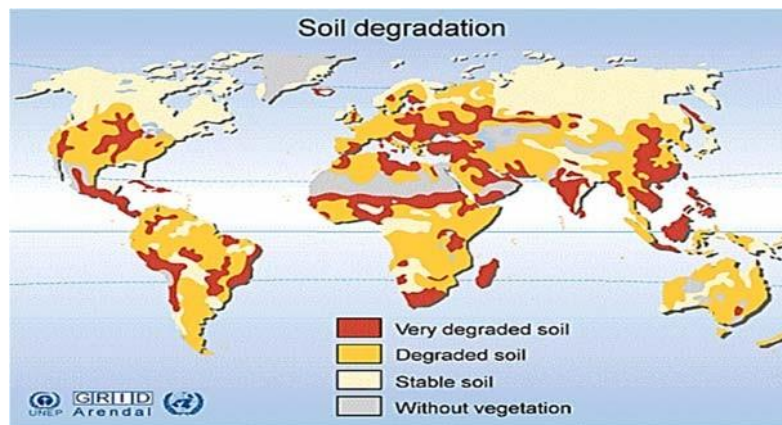 Soil degradation
Very degraded soil
Degraded soil
Stable soil
Without vegetation
UNEP
GRID
Arendal